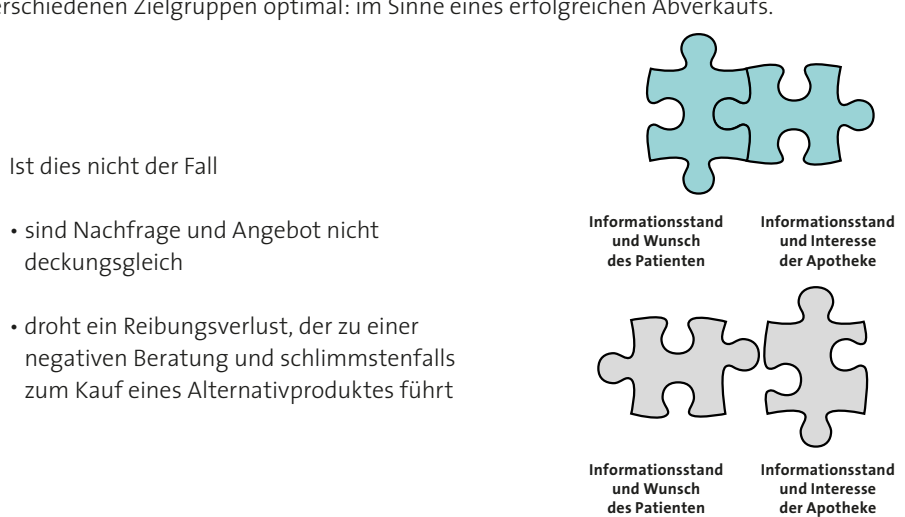 verschiedenen Zielgruppen optimal: im Sinne eines erfolgreichen Abverkaufs.
Ist dies nicht der Fall
• sind Nachfrage und Angebot nicht
deckungsgleich
• droht ein Reibungsverlust, der zu einer
negativen Beratung und schlimmstenfalls
zum Kauf eines Alternativproduktes führt
Informationsstand
und Wunsch
des Patienten
Informationsstand
und Interesse
der Apotheke
Informationsstand
und Wunsch
des Patienten
Informationsstand
und Interesse
der Apotheke